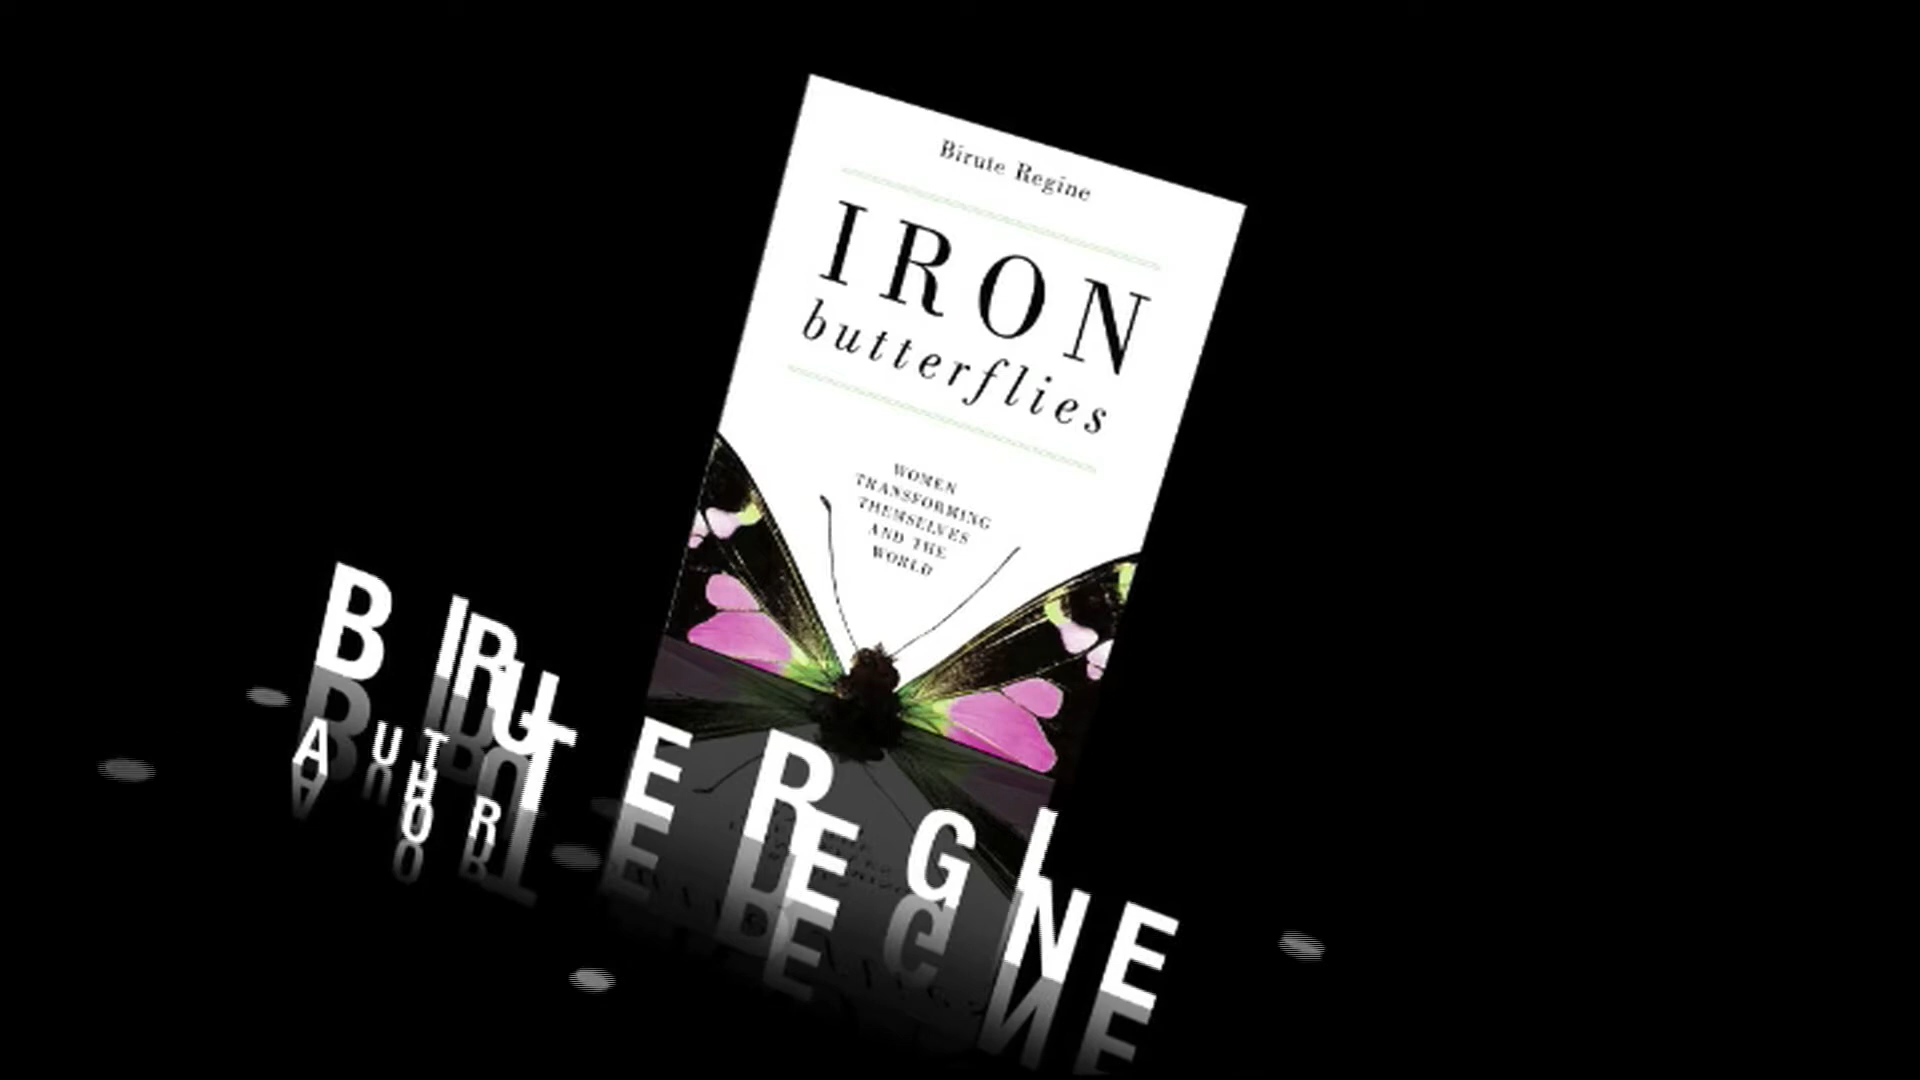 Birute Regine
IRON
butterflies
WOMEN
TRANSFORMING
THEMSELVES
AND THE
WORLD
BIRUTE REGINE
AUTHOR